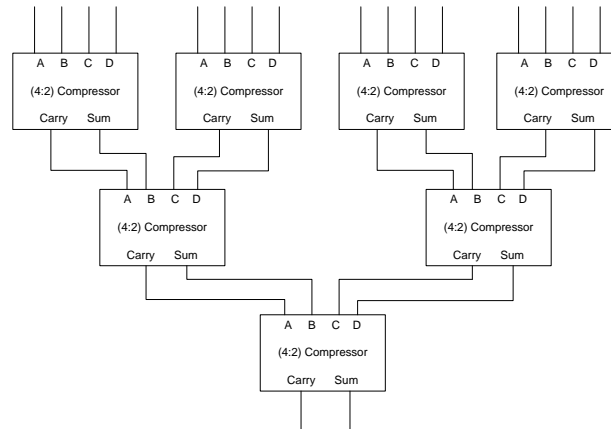 A B C D A B C D A B C D A B C D
(4:2) Compressor (4:2) Compressor (4:2) Compressor (4:2) Compressor
Carry Sum Carry Sum Carry Sum Carry Sum
A B C D A B C D
(4:2) Compressor (4:2) Compressor
Carry Sum Carry Sum
A B C D
(4:2) Compressor
Carry Sum